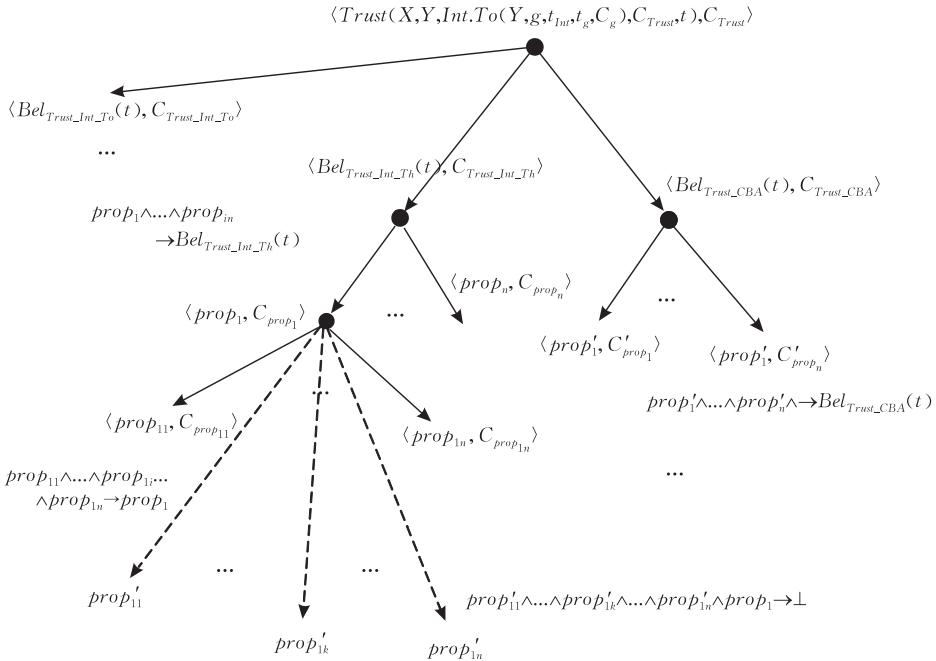 ⟨Trust(X,Y,Int.To(Y,g,t_Int,t_g,C_g),C_Trust,t),C_Trust⟩
⟨Bel_Trust_Int_To(t), C_Trust_Int_To⟩
...
⟨Bel_Trust_Int_Th(t), C_Trust_Int_Th⟩
⟨Bel_Trust_CBA(t), C_Trust_CBA⟩
prop_1∧...∧prop_in
→Bel_Trust_Int_Th(t)
⟨prop_n, C_prop_n⟩
...
⟨prop_1, C_prop_1⟩
...
⟨prop′_1, C′_prop_1⟩
⟨prop′_1, C′_prop_n⟩
...
prop′_1∧...∧prop′_n∧→Bel_Trust_CBA(t)
⟨prop_11, C_prop_11⟩
⟨prop_1n, C_prop_1n⟩
prop_11∧...∧prop_1i...
∧prop_1n→prop_1
...
... ...
prop′_11
prop′_11∧...∧prop′_1k∧...∧prop′_1n∧prop_1→⊥
prop′_1k
prop′_1n